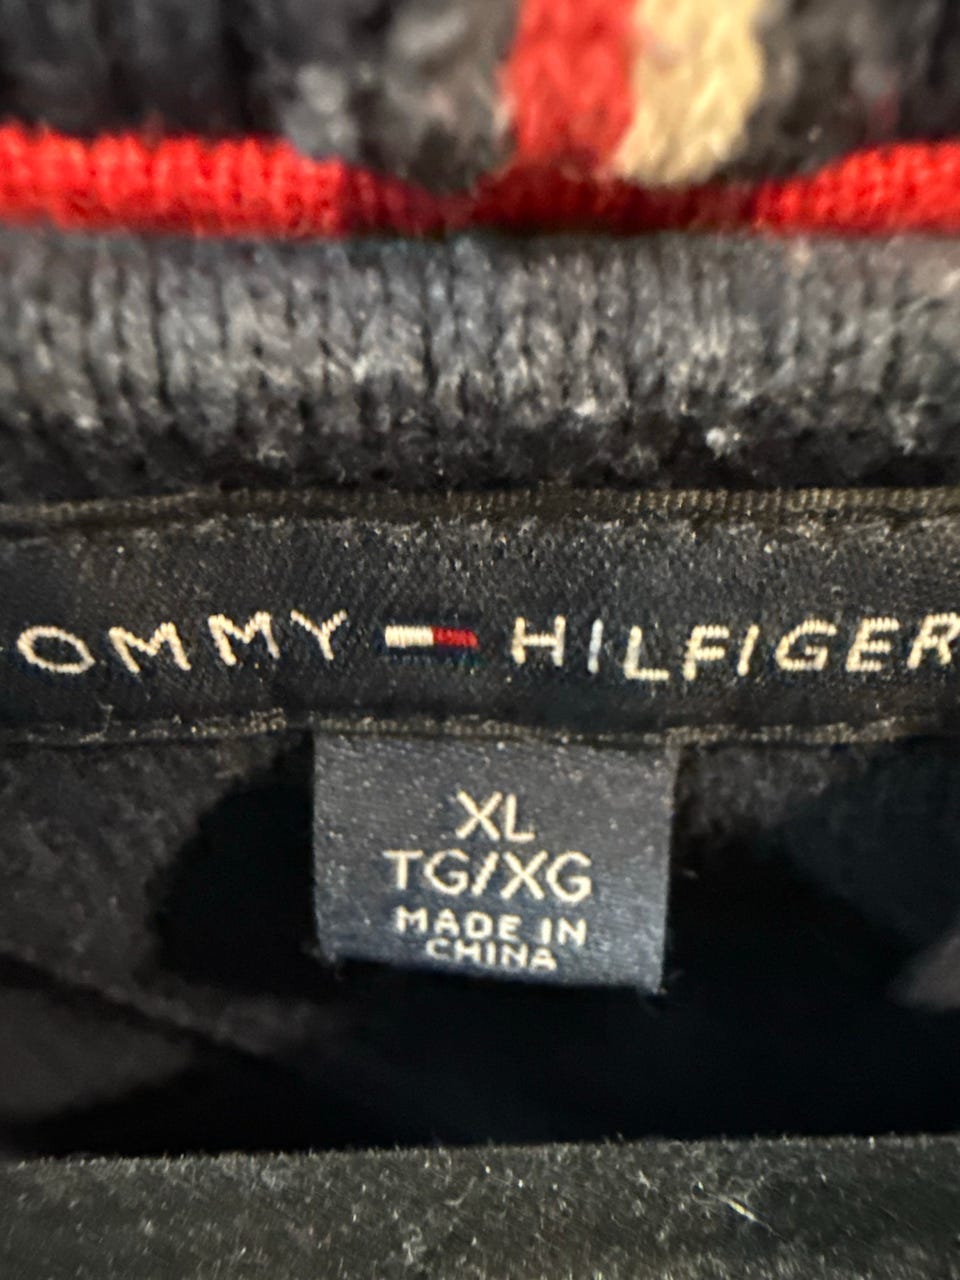 OMMY HILFIGER
XL
TG/XG
MADE IN
CHINA